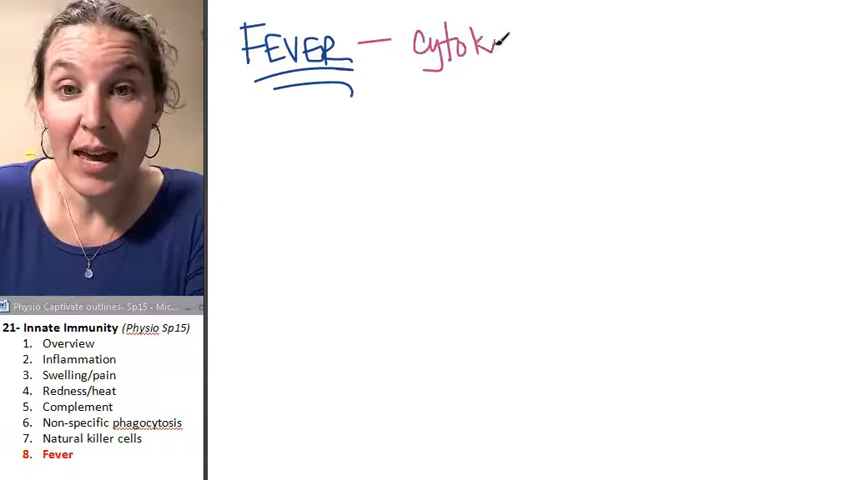 FEVER — cytok
Physio Captivate outlines- Sp15 - Mic...
21- Innate Immunity (Physio Sp15)
1. Overview
2. Inflammation
3. Swelling/pain
4. Redness/heat
5. Complement
6. Non-specific phagocytosis
7. Natural killer cells
8. Fever